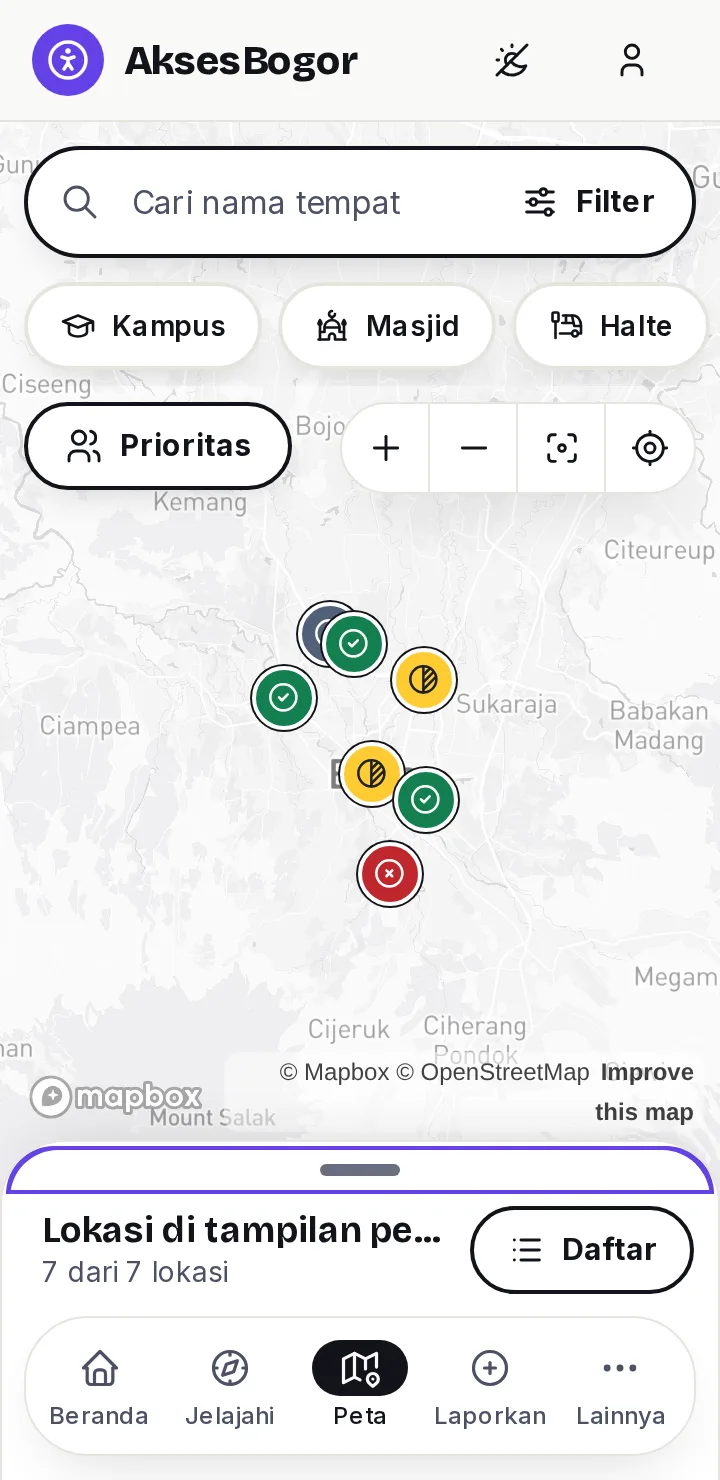 AksesBogor
Cari nama tempat
Filter
Kampus
Masjid
Halte
Ciseeng
Prioritas
Bojo
Kemang
Citeureup
Sukaraja
Ciampea
Babakan
Madang
Megam
Cijeruk
Ciherang
Pondok
© Mapbox © OpenStreetMap Improve
this map
mapbox
Mount Salak
Lokasi di tampilan pe...
7 dari 7 lokasi
Daftar
Beranda
Jelajahi
Peta
Laporkan
Lainnya